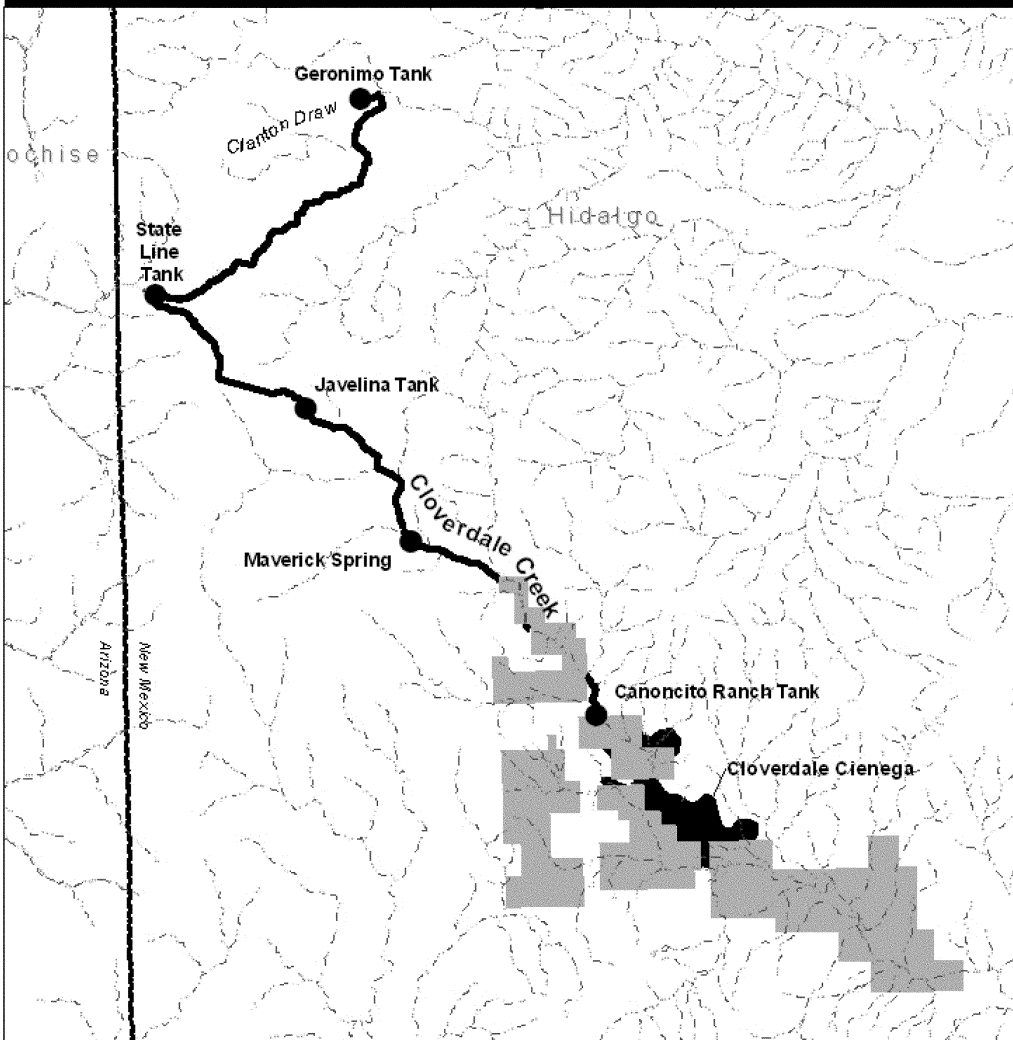 Geronimo Tank
Clanton Draw
ochise
Hidalgo
State
Line
Tank
Javelina Tank
Cloverdale Creek
Maverick Spring
Arizona
New Mexico
Canoncito Ranch Tank
Cloverdale Cienega